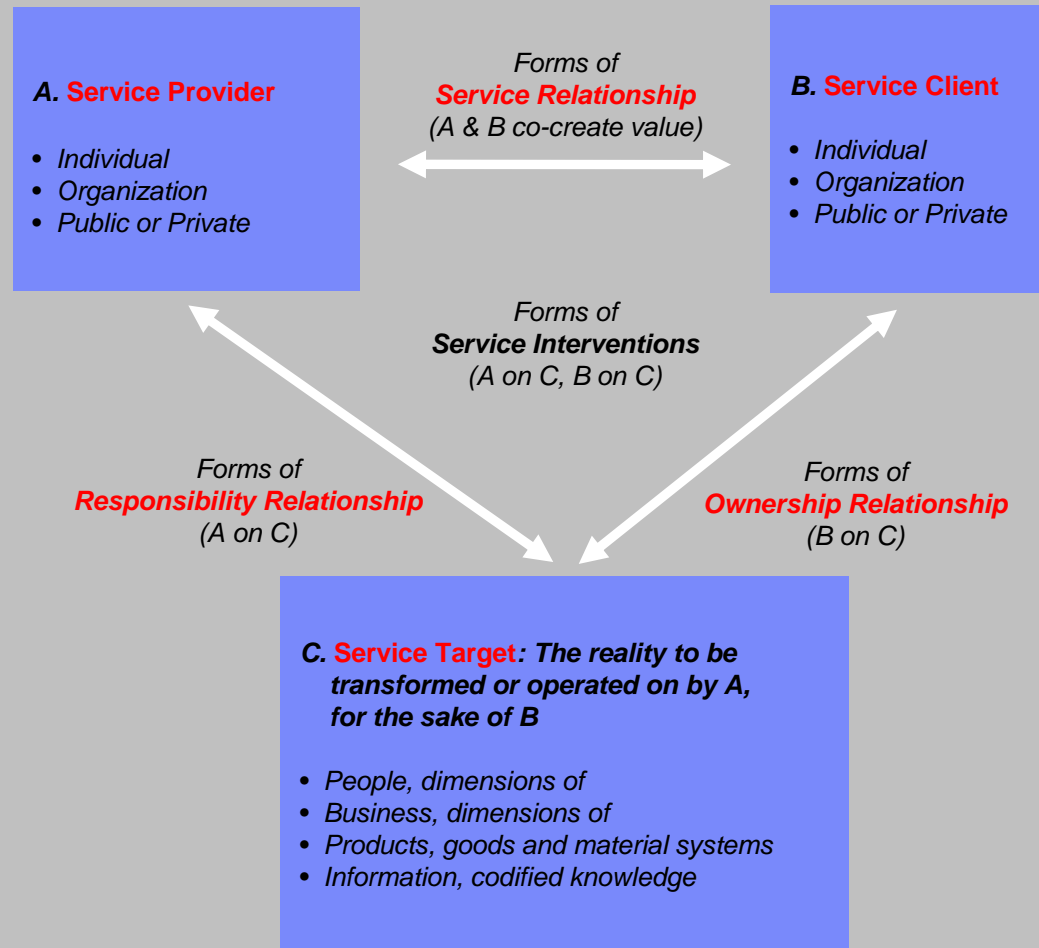 A. Service Provider
• Individual
• Organization
• Public or Private
Forms of
Service Relationship
(A & B co-create value)
B. Service Client
• Individual
• Organization
• Public or Private
Forms of
Service Interventions
(A on C, B on C)
Forms of
Responsibility Relationship
(A on C)
Forms of
Ownership Relationship
(B on C)
C. Service Target: The reality to be
transformed or operated on by A,
for the sake of B
• People, dimensions of
• Business, dimensions of
• Products, goods and material systems
• Information, codified knowledge